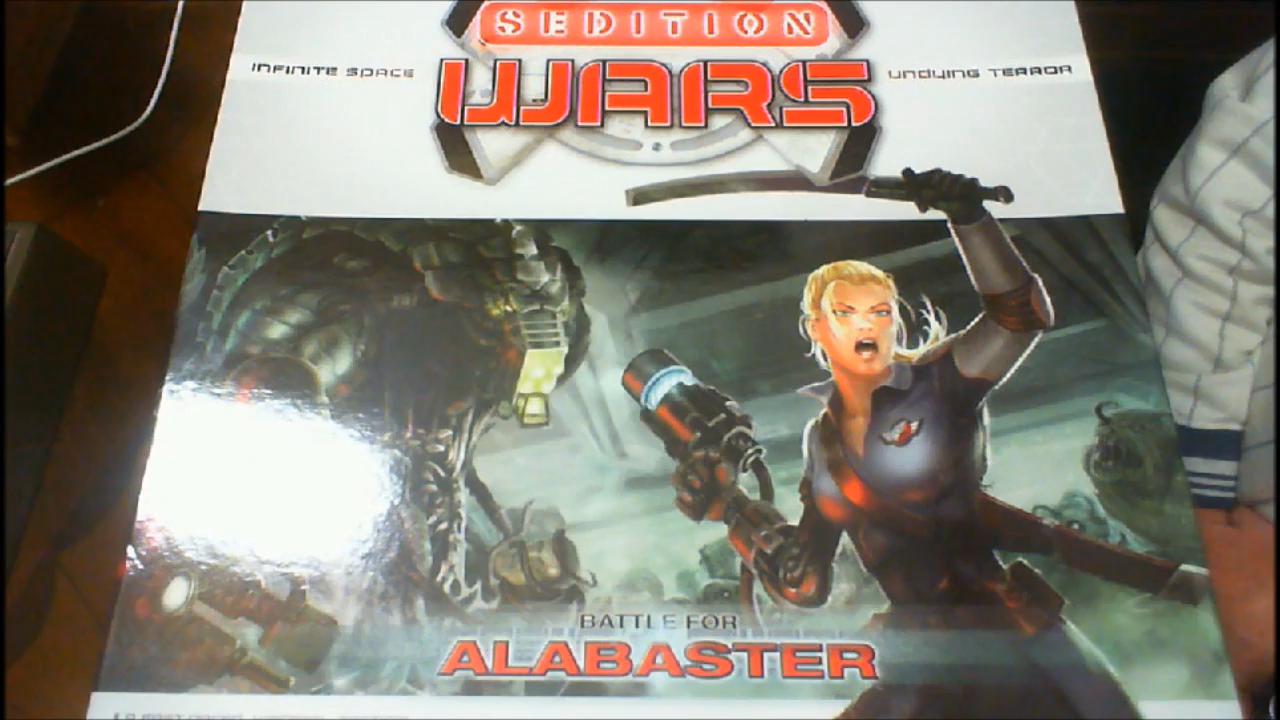 SEDITION
INFINITE SPACE WARS UNDYING TERROR
BATTLE FOR
ALABASTER